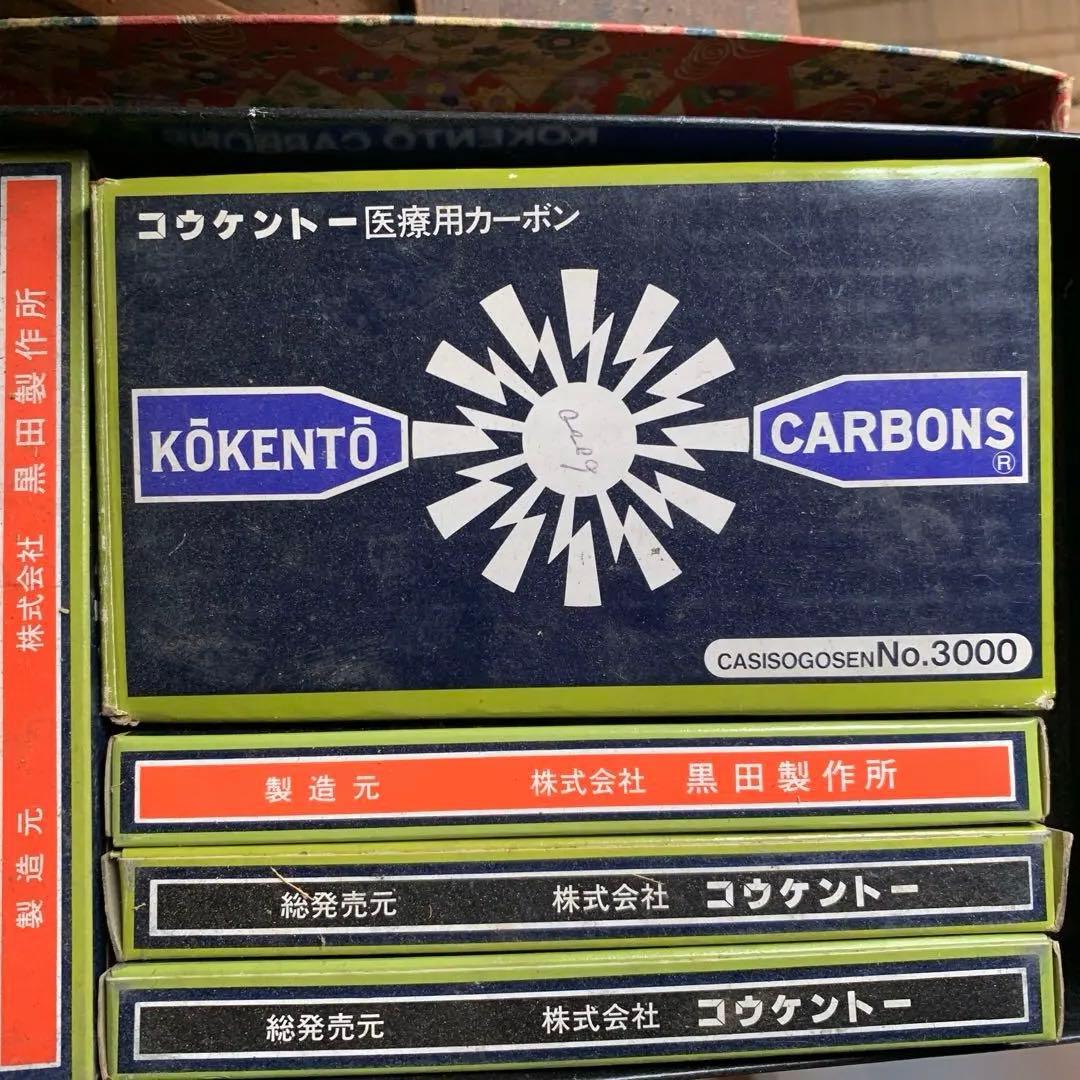 コウケントー医療用カーボン
KŌKENTŌ
CARBONS
®
CASISOGOSEN No.3000
製造元 株式会社 黒田製作所
製造元 株式会社 黒田製作所
総発売元 株式会社 コウケントー
総発売元 株式会社 コウケントー
KOKENTŌ CARBONS